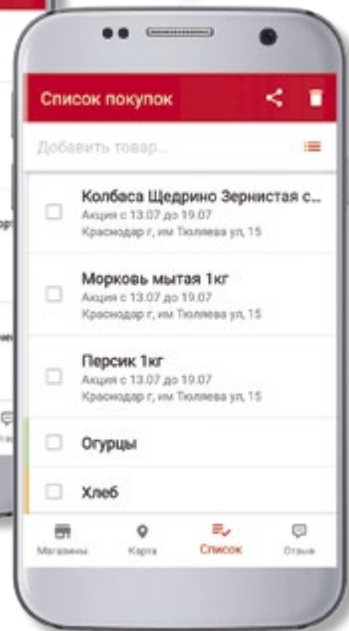 Список покупок
Добавить товар...
Колбаса Щедрино Зернистая с...
Акция с 13.07 до 19.07
Краснодар г, им Тюляева ул, 15
Морковь мытая 1кг
Акция с 13.07 до 19.07
Краснодар г, им Тюляева ул, 15
Персик 1кг
Акция с 13.07 до 19.07
Краснодар г, им Тюляева ул, 15
Огурцы
Хлеб
Магазины Карта Список Отзыв